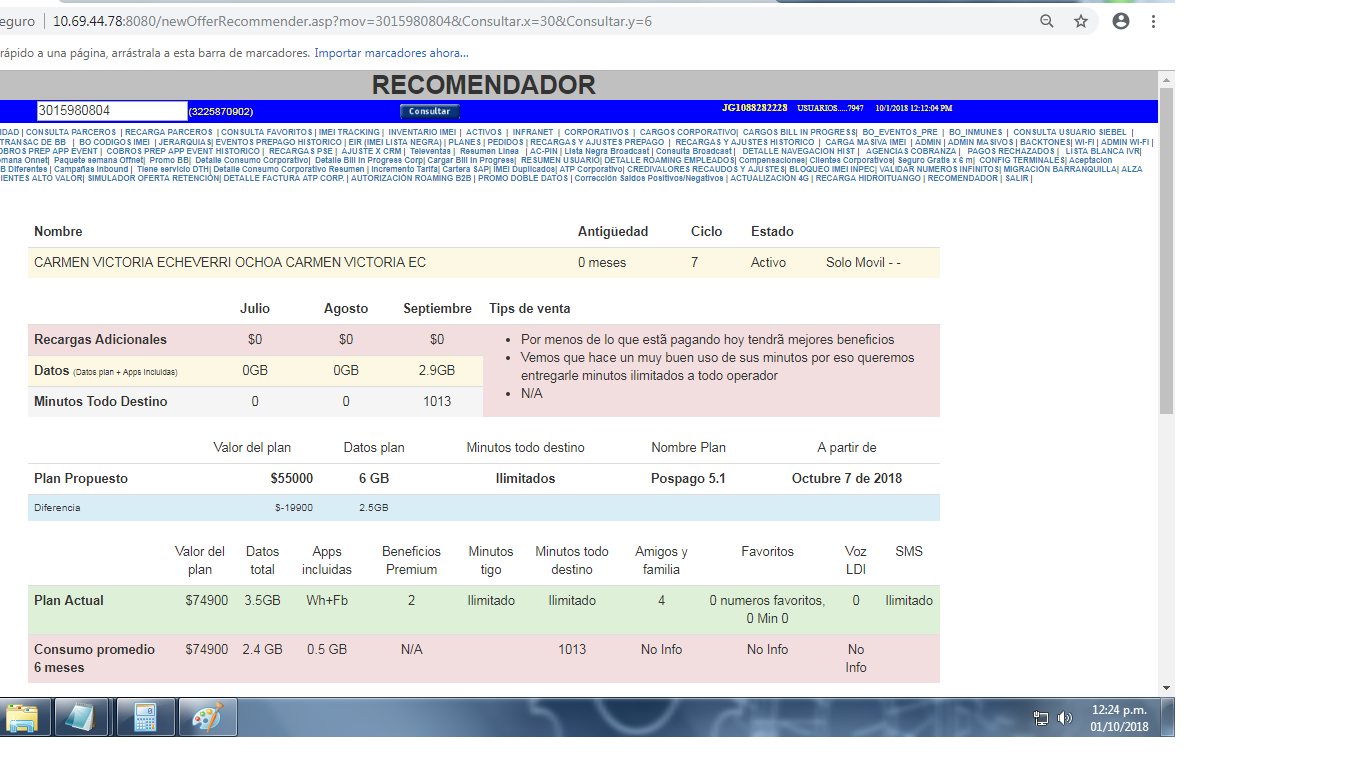 eguro | 10.69.44.78:8080/newOfferRecommender.asp?mov=3015980804&Consultar.x=30&Consultar.y=6
rápido a una página, arrástrala a esta barra de marcadores. Importar marcadores ahora...
RECOMENDADOR
3015980804 (3225870902) Consultar JG1088282228 USUARIOS.....7947 10/1/2018 12:12:04 PM
IDAD | CONSULTA PARCEROS | RECARGA PARCEROS | CONSULTA FAVORITOS | IMEI TRACKING | INVENTARIO IMEI | ACTIVOS | INFRANET | CORPORATIVOS | CARGOS CORPORATIVO| CARGOS BILL IN PROGRESS| BO_EVENTOS_PRE | BO_INMUNES | CONSULTA USUARIO SIEBEL |
TRANSAC DE BB | BO CODIGOS IMEI | JERARQUIAS| EVENTOS PREPAGO HISTORICO | EIR (IMEI LISTA NEGRA)| | PLANES | PEDIDOS | RECARGAS Y AJUSTES PREPAGO | RECARGAS Y AJUSTES HISTORICO | CARGA MASIVA IMEI | ADMIN | ADMIN MASIVOS | BACKTONES| WI-FI | ADMIN WI-FI |
OBROS PREP APP EVENT | COBROS PREP APP EVENT HISTORICO | RECARGAS PSE | AJUSTE X CRM | Televentas | Resumen Linea | AC-PIN | Lista Negra Broadcast | Consulta Broadcast | DETALLE NAVEGACION HIST | AGENCIAS COBRANZA | PAGOS RECHAZADOS | LISTA BLANCA IVR|
emana Onnet| Paquete semana Offnet| Promo BB| Detalle Consumo Corporativo| Detalle Bill In Progress Corp| Cargar Bill In Progress| RESUMEN USUARIO| DETALLE ROAMING EMPLEADOS| Compensaciones| Clientes Corporativos| Seguro Gratis x 6 m| CONFIG TERMINALES| Aceptacion
B Diferentes | Campañas Inbound | Tiene servicio DTH| Detalle Consumo Corporativo Resumen | Incremento Tarifa| Cartera SAP| IMEI Duplicados| ATP Corporativo| CREDIVALORES RECAUDOS Y AJUSTES| BLOQUEO IMEI INPEC| VALIDAR NUMEROS INFINITOS| MIGRACIÓN BARRANQUILLA| ALZA
IENTES ALTO VALOR| SIMULADOR OFERTA RETENCIÓN| DETALLE FACTURA ATP CORP. | AUTORIZACIÓN ROAMING B2B | PROMO DOBLE DATOS | Corrección Saldos Positivos/Negativos | ACTUALIZACIÓN 4G | RECARGA HIDROITUANGO | RECOMENDADOR | SALIR |
Nombre Antigüedad Ciclo Estado
CARMEN VICTORIA ECHEVERRI OCHOA CARMEN VICTORIA EC 0 meses 7 Activo Solo Movil - -
Julio Agosto Septiembre Tips de venta
Recargas Adicionales $0 $0 $0 • Por menos de lo que estã pagando hoy tendrã mejores beneficios
• Vemos que hace un muy buen uso de sus minutos por eso queremos
Datos (Datos plan + Apps Incluidas) 0GB 0GB 2.9GB entregarle minutos ilimitados a todo operador
• N/A
Minutos Todo Destino 0 0 1013
Valor del plan Datos plan Minutos todo destino Nombre Plan A partir de
Plan Propuesto $55000 6 GB Ilimitados Pospago 5.1 Octubre 7 de 2018
Diferencia $-19900 2.5GB
Valor del Datos Apps Beneficios Minutos Minutos todo Amigos y Favoritos Voz SMS
plan total incluidas Premium tigo destino familia LDI
Plan Actual $74900 3.5GB Wh+Fb 2 Ilimitado Ilimitado 4 0 numeros favoritos, 0 Ilimitado
0 Min 0
Consumo promedio $74900 2.4 GB 0.5 GB N/A 1013 No Info No Info No
6 meses Info
12:24 p.m.
01/10/2018